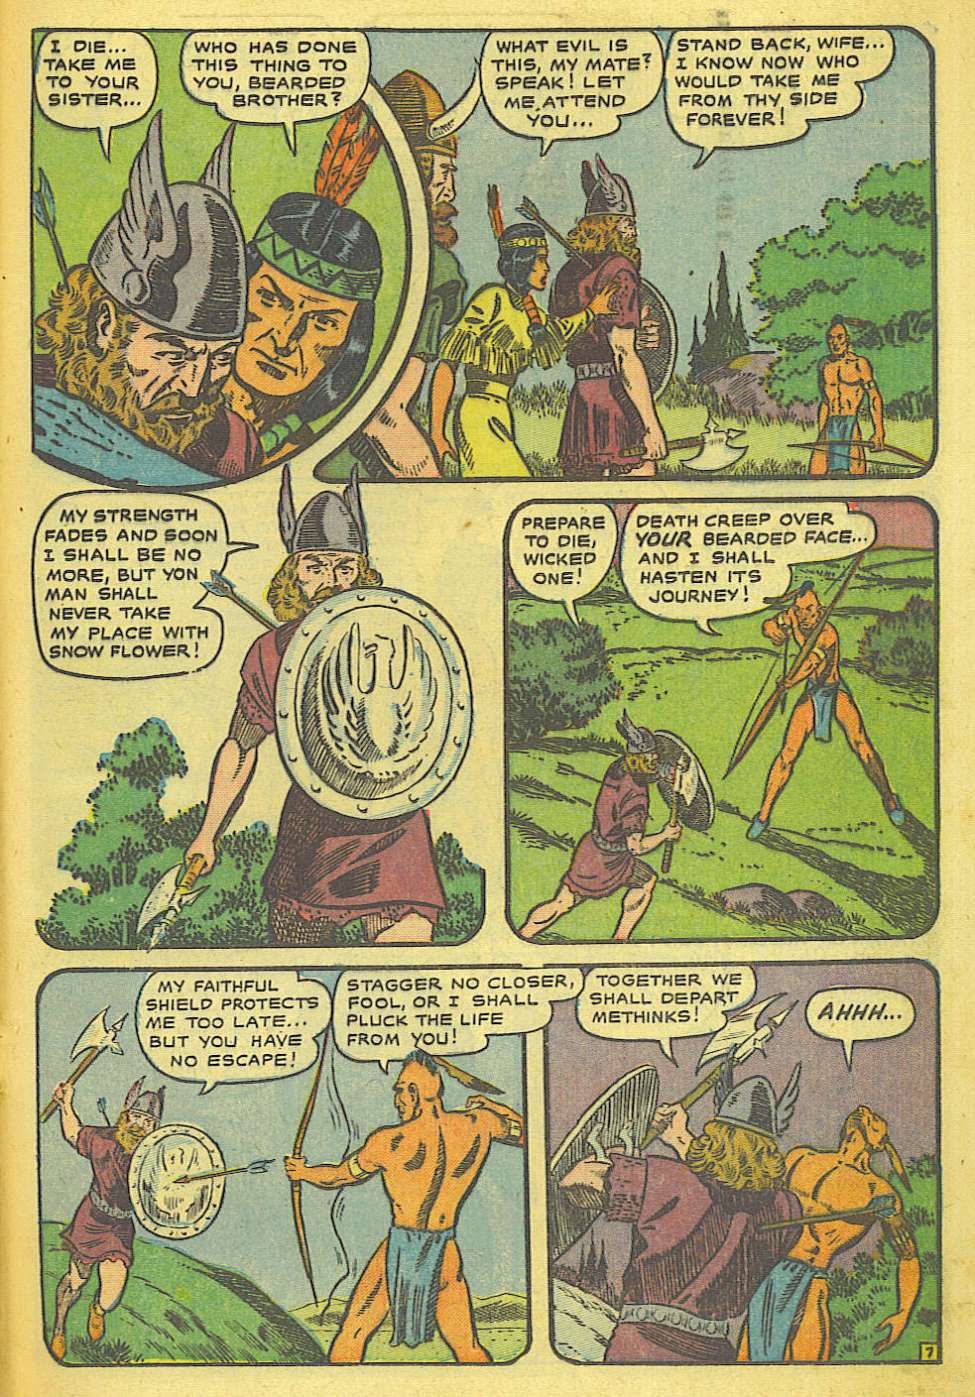 I DIE...
TAKE ME
TO YOUR
SISTER...
WHO HAS DONE
THIS THING TO
YOU, BEARDED
BROTHER?
WHAT EVIL IS
THIS, MY MATE?
SPEAK! LET
ME ATTEND
YOU...
STAND BACK, WIFE...
I KNOW NOW WHO
WOULD TAKE ME
FROM THY SIDE
FOREVER!
MY STRENGTH
FADES AND SOON
I SHALL BE NO
MORE, BUT YON
MAN SHALL
NEVER TAKE
MY PLACE WITH
SNOW FLOWER!
PREPARE
TO DIE,
WICKED
ONE!
DEATH CREEP OVER
YOUR BEARDED FACE...
AND I SHALL
HASTEN ITS
JOURNEY!
MY FAITHFUL
SHIELD PROTECTS
ME TOO LATE...
BUT YOU HAVE
NO ESCAPE!
STAGGER NO CLOSER,
FOOL, OR I SHALL
PLUCK THE LIFE
FROM YOU!
TOGETHER WE
SHALL DEPART
METHINKS!
AHHH...
7